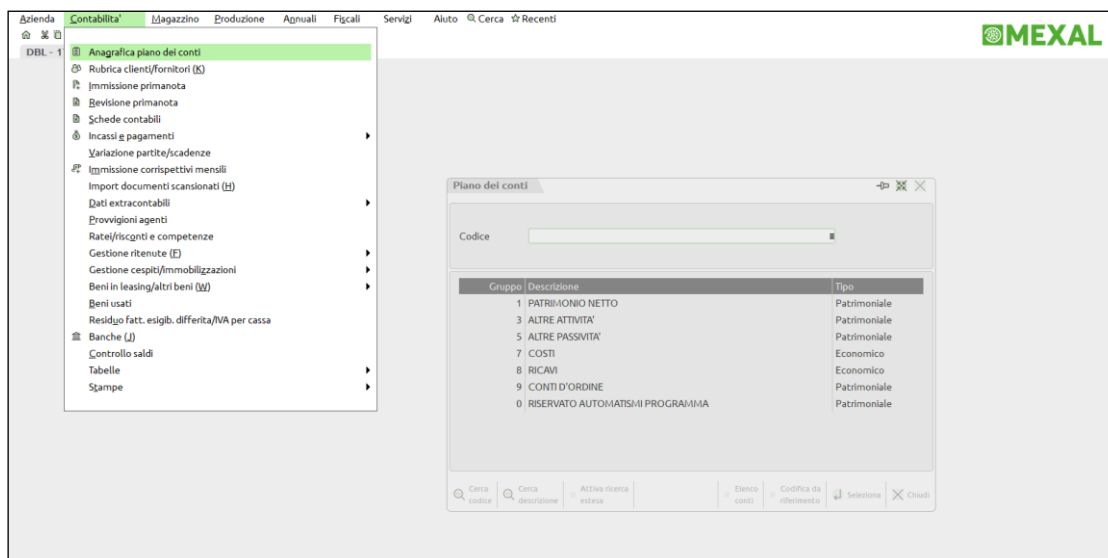 Azienda Contabilita' Magazzino Produzione Annuali Fiscali Servizi Aiuto Cerca Recenti
MEXAL
DBL - 1
Anagrafica piano dei conti
Rubrica clienti/fornitori (K)
Immissione primanota
Revisione primanota
Schede contabili
Incassi e pagamenti
Variazione partite/scadenze
Immissione corrispettivi mensili
Import documenti scansionati (H)
Dati extracontabili
Provvigioni agenti
Ratei/risconti e competenze
Gestione ritenute (F)
Gestione cespiti/immobilizzazioni
Beni in leasing/altri beni (W)
Beni usati
Residuo fatt. esigib. differita/IVA per cassa
Banche (J)
Controllo saldi
Tabelle
Stampe
Piano dei conti
Codice
Gruppo Descrizione Tipo
1 PATRIMONIO NETTO Patrimoniale
3 ALTRE ATTIVITA' Patrimoniale
5 ALTRE PASSIVITA' Patrimoniale
7 COSTI Economico
8 RICAVI Economico
9 CONTI D'ORDINE Patrimoniale
0 RISERVATO AUTOMATISMI PROGRAMMA Patrimoniale
Cerca codice Cerca descrizione Attiva ricerca estesa Elenco conti Codifica da riferimento Seleziona Chiudi